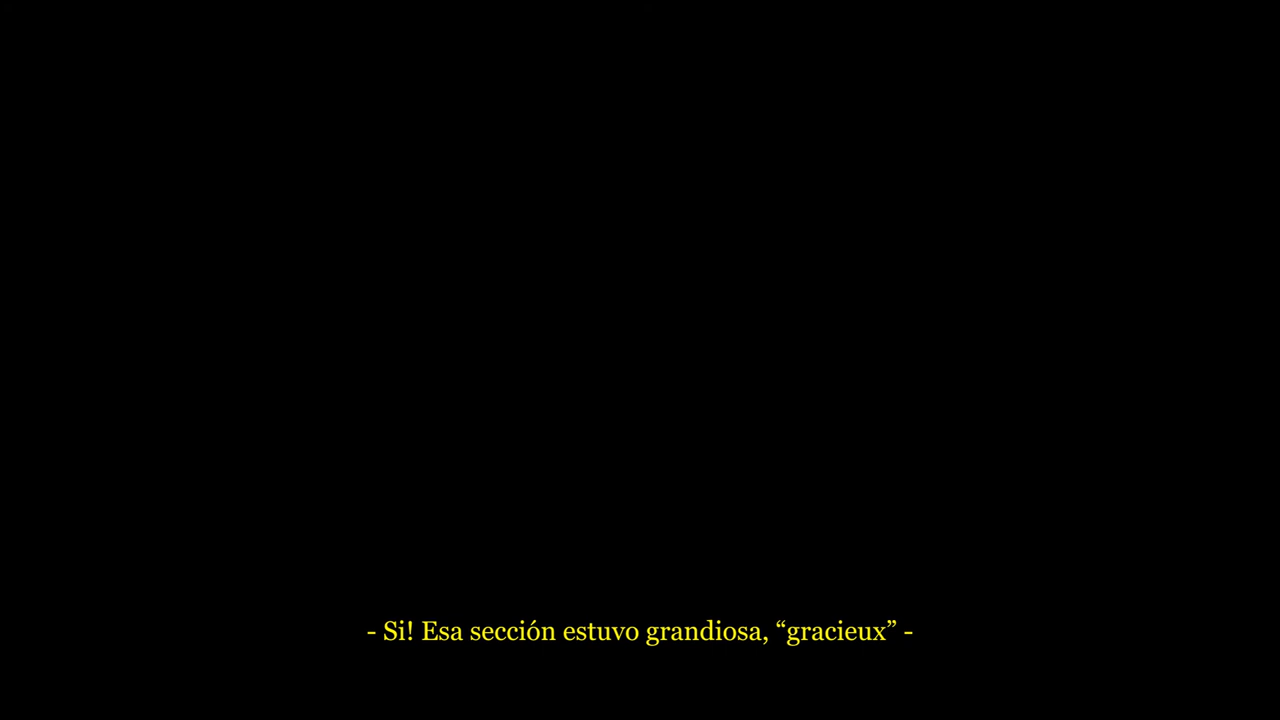 - Si! Esa sección estuvo grandiosa, “gracieux” -